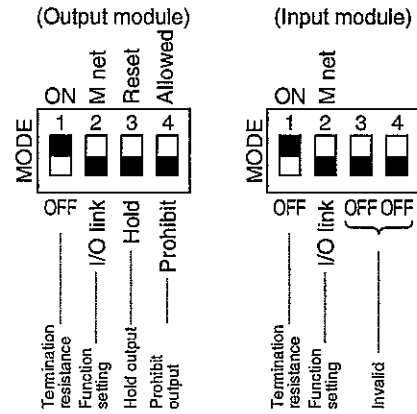 (Output module)
ON
M net
Reset
Allowed
MODE
1 2 3 4
OFF
I/O link
Hold
Prohibit
Termination
resistance
Function
setting
Hold output
Prohibit
output
(Input module)
ON
M net
MODE
1 2 3 4
OFF
I/O link
OFF OFF
Termination
resistance
Function
setting
Invalid